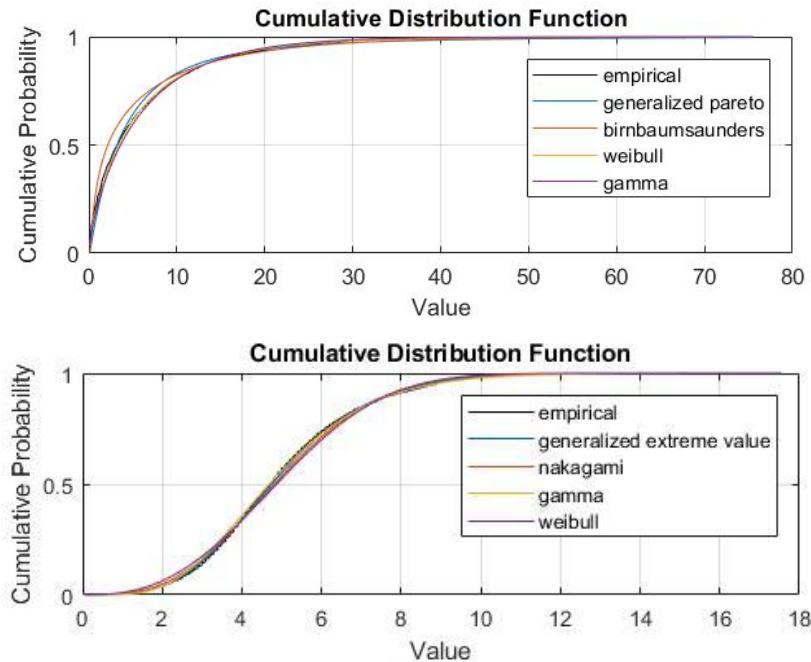 Cumulative Distribution Function
Cumulative Probability
1
0.5
0
empirical
generalized pareto
birnbaumsaunders
weibull
gamma
0 10 20 30 40 50 60 70 80
Value
Cumulative Distribution Function
Cumulative Probability
1
0.5
0
empirical
generalized extreme value
nakagami
gamma
weibull
0 2 4 6 8 10 12 14 16 18
Value